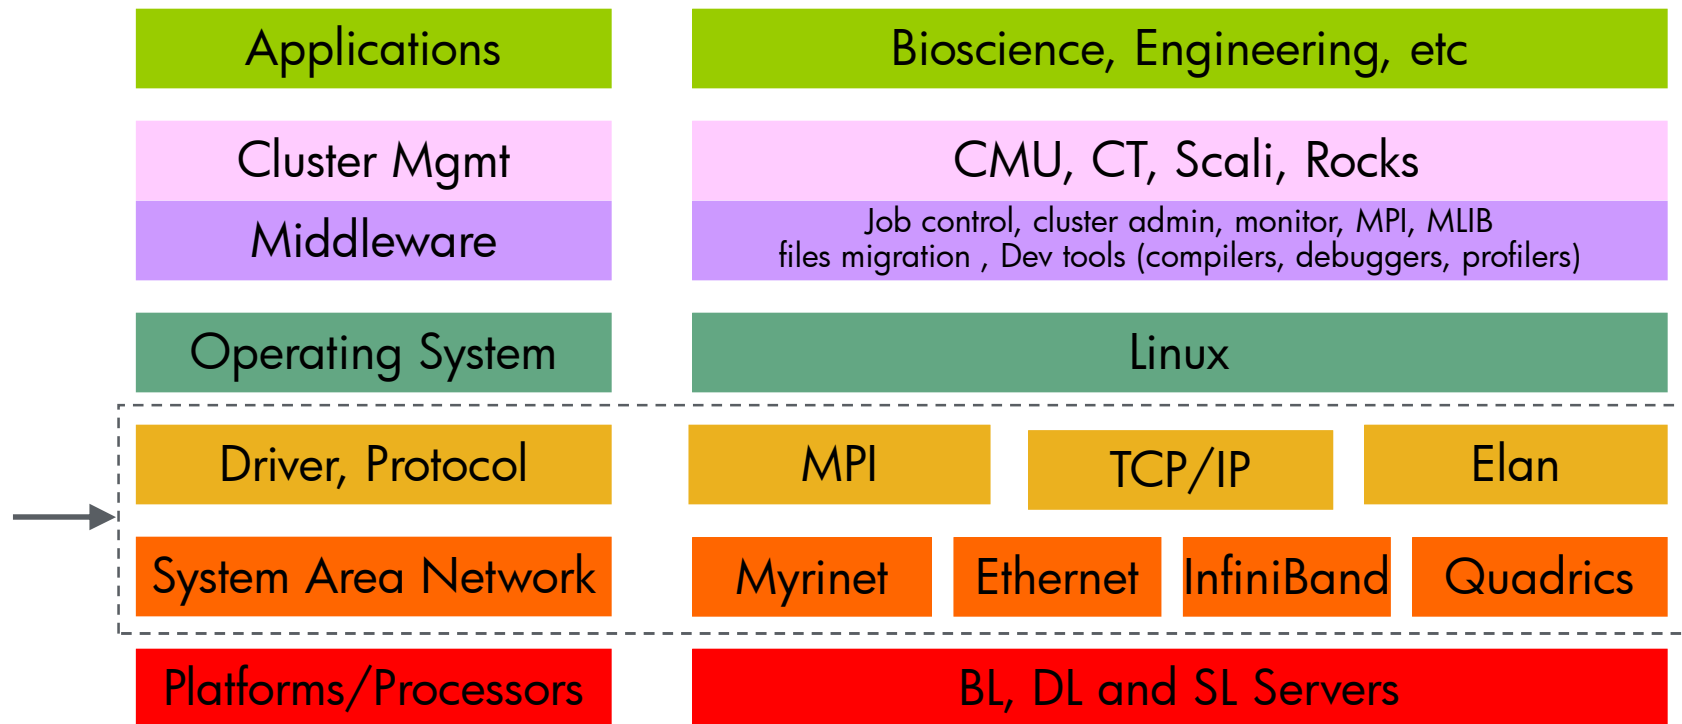 Applications
Bioscience, Engineering, etc
Cluster Mgmt
CMU, CT, Scali, Rocks
Middleware
Job control, cluster admin, monitor, MPI, MLIB
files migration , Dev tools (compilers, debuggers, profilers)
Operating System
Linux
Driver, Protocol
MPI
TCP/IP
Elan
System Area Network
Myrinet
Ethernet
InfiniBand
Quadrics
Platforms/Processors
BL, DL and SL Servers